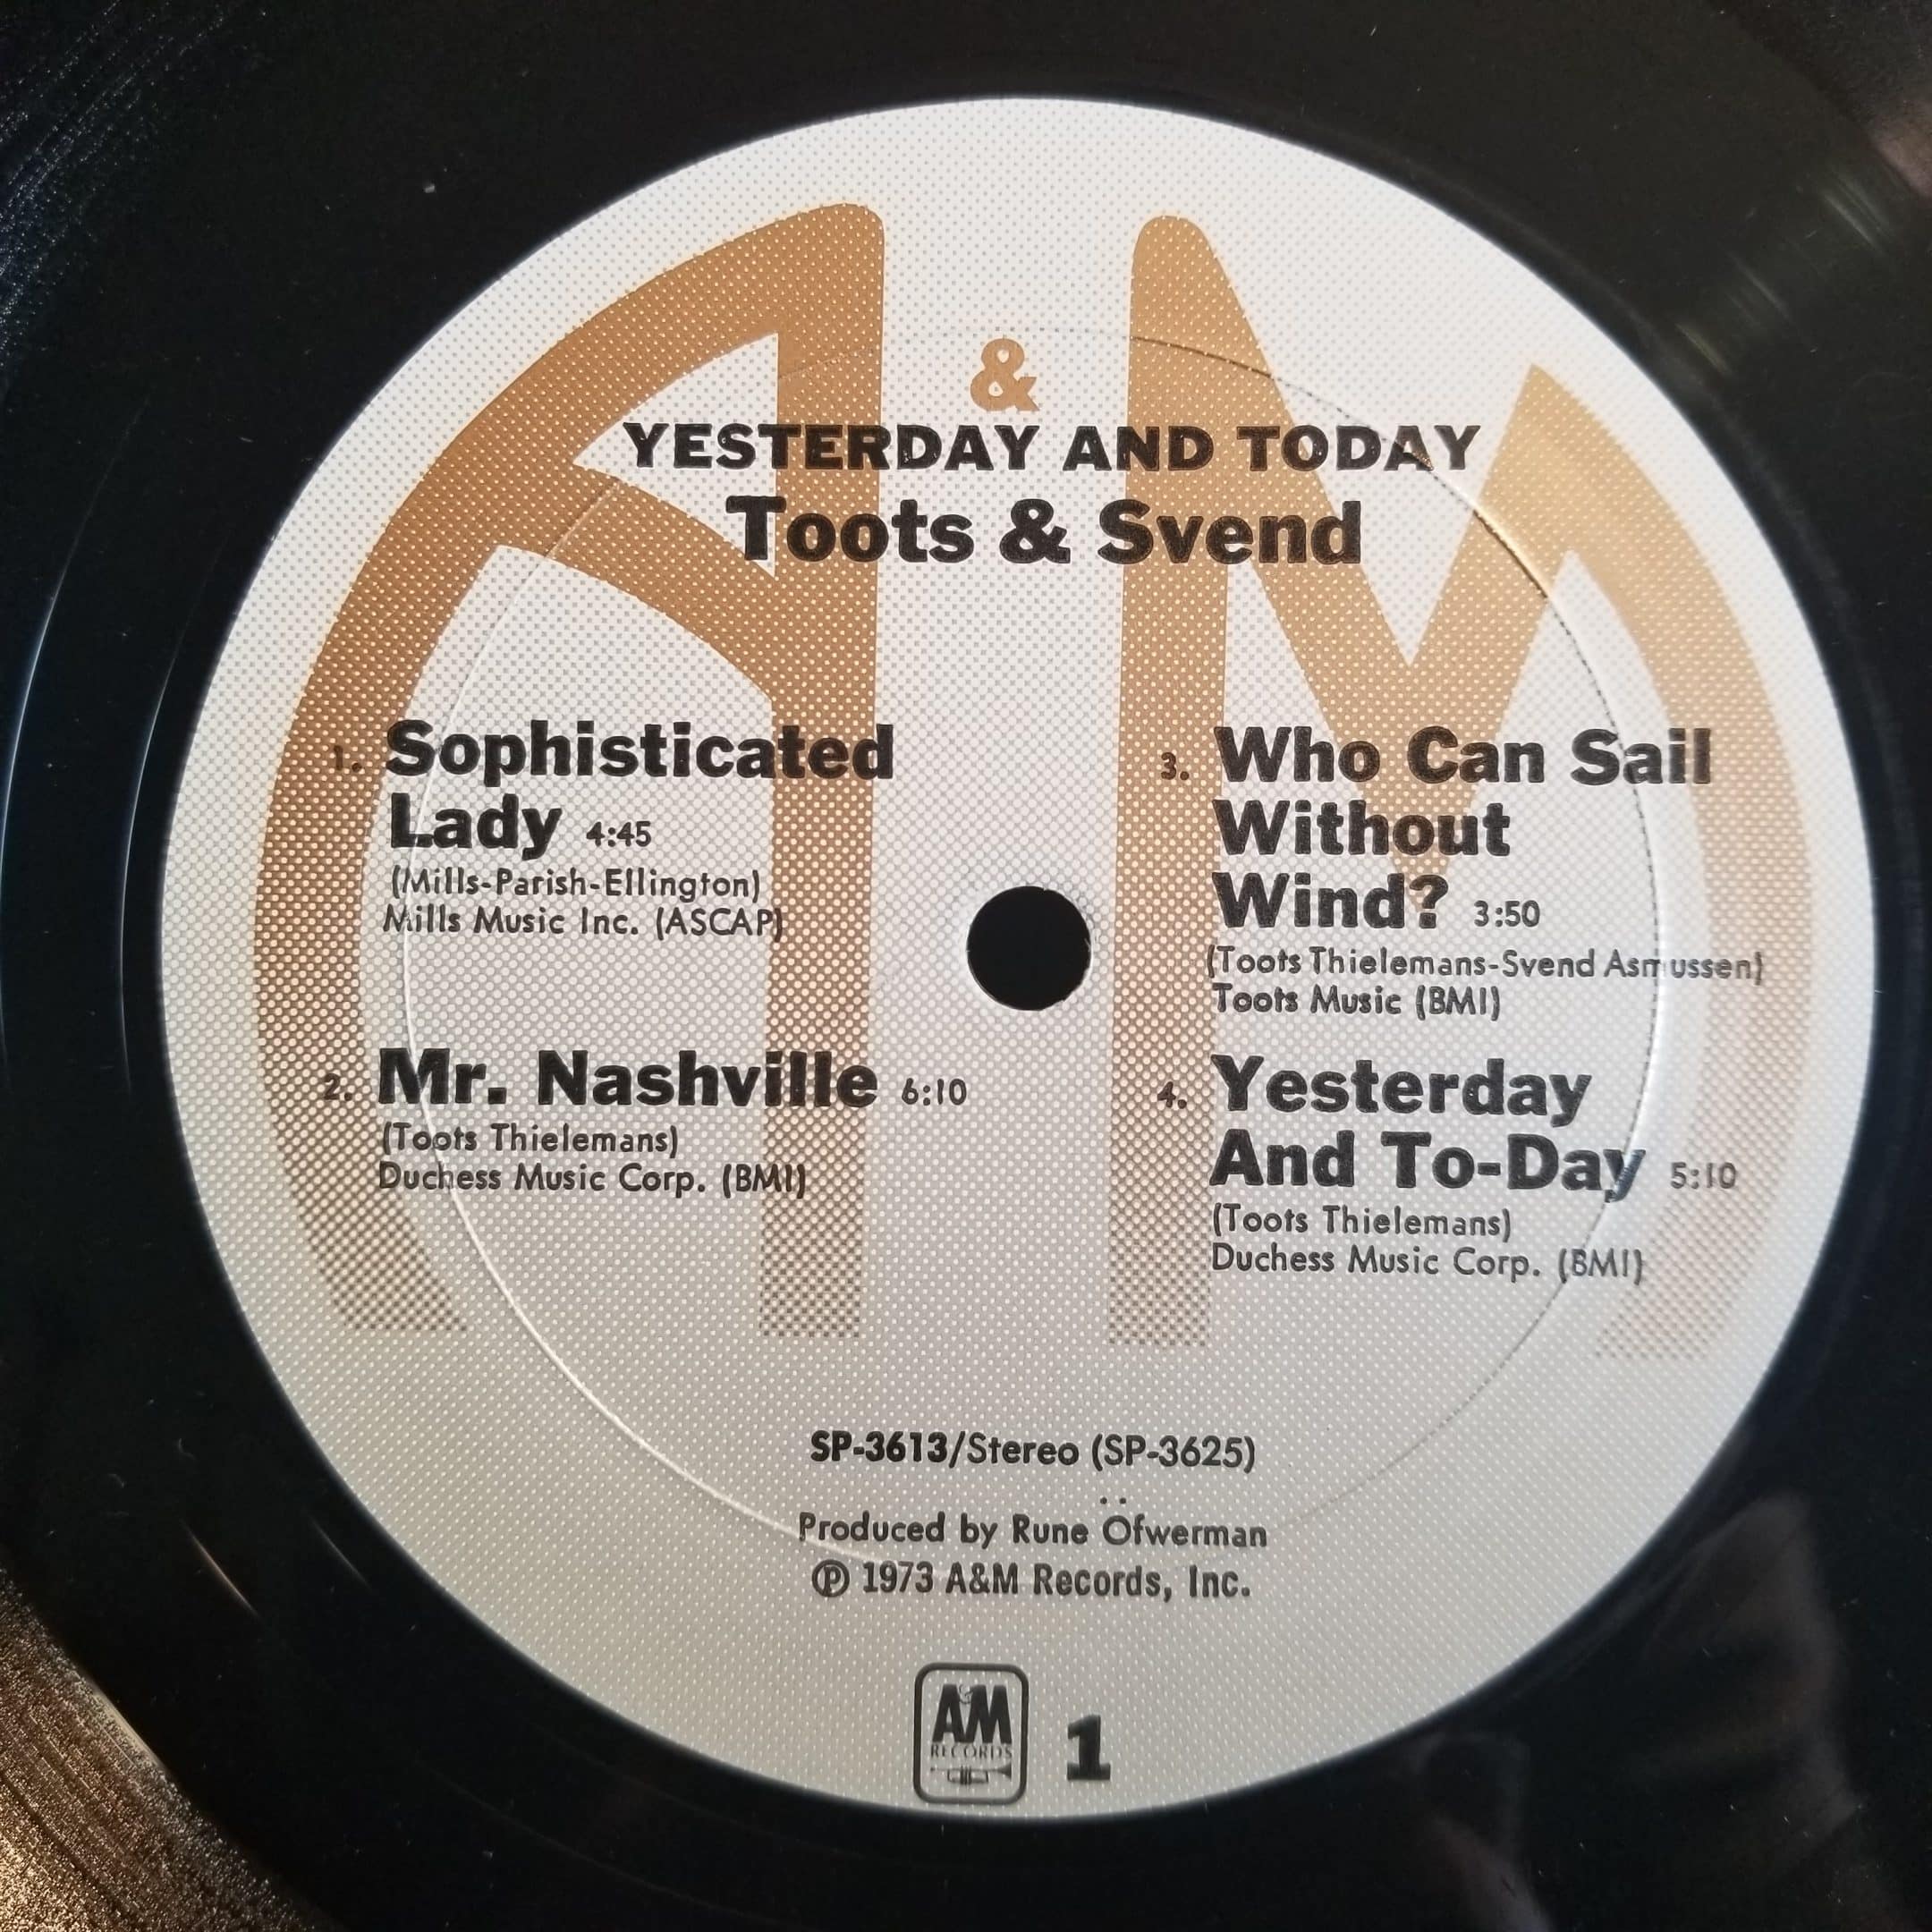 &
YESTERDAY AND TODAY
Toots & Svend
1. Sophisticated
Lady 4:45
(Mills-Parish-Ellington)
Mills Music Inc. (ASCAP)
2. Mr. Nashville 6:10
(Toots Thielemans)
Duchess Music Corp. (BMI)
3. Who Can Sail
Without
Wind? 3:50
(Toots Thielemans-Svend Asmussen)
Toots Music (BMI)
4. Yesterday
And To-Day 5:10
(Toots Thielemans)
Duchess Music Corp. (BMI)
SP-3613/Stereo (SP-3625)
Produced by Rune Öfwerman
℗ 1973 A&M Records, Inc.
A&M
RECORDS
1